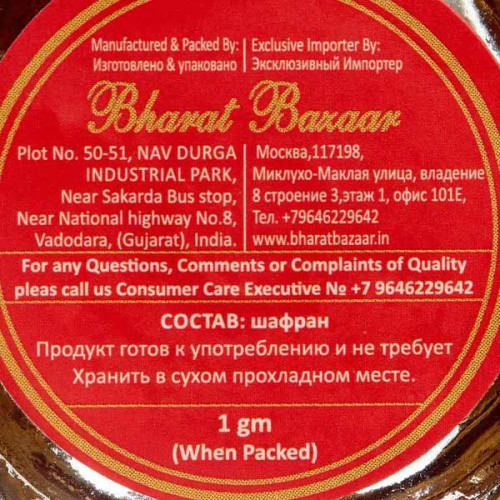 Manufactured & Packed By:
Изготовлено & упаковано
Exclusive Importer By:
Эксклюзивный Импортер
Bharat Bazaar
Plot No. 50-51, NAV DURGA
INDUSTRIAL PARK,
Near Sakarda Bus stop,
Near National highway No.8,
Vadodara, (Gujarat), India.
Москва,117198,
Миклухо-Маклая улица, владение
8 строение 3,этаж 1, офис 101Е,
Тел. +79646229642
www.bharatbazaar.in
For any Questions, Comments or Complaints of Quality
pleas call us Consumer Care Executive № +7 9646229642
СОСТАВ: шафран
Продукт готов к употреблению и не требует
Хранить в сухом прохладном месте.
1 gm
(When Packed)